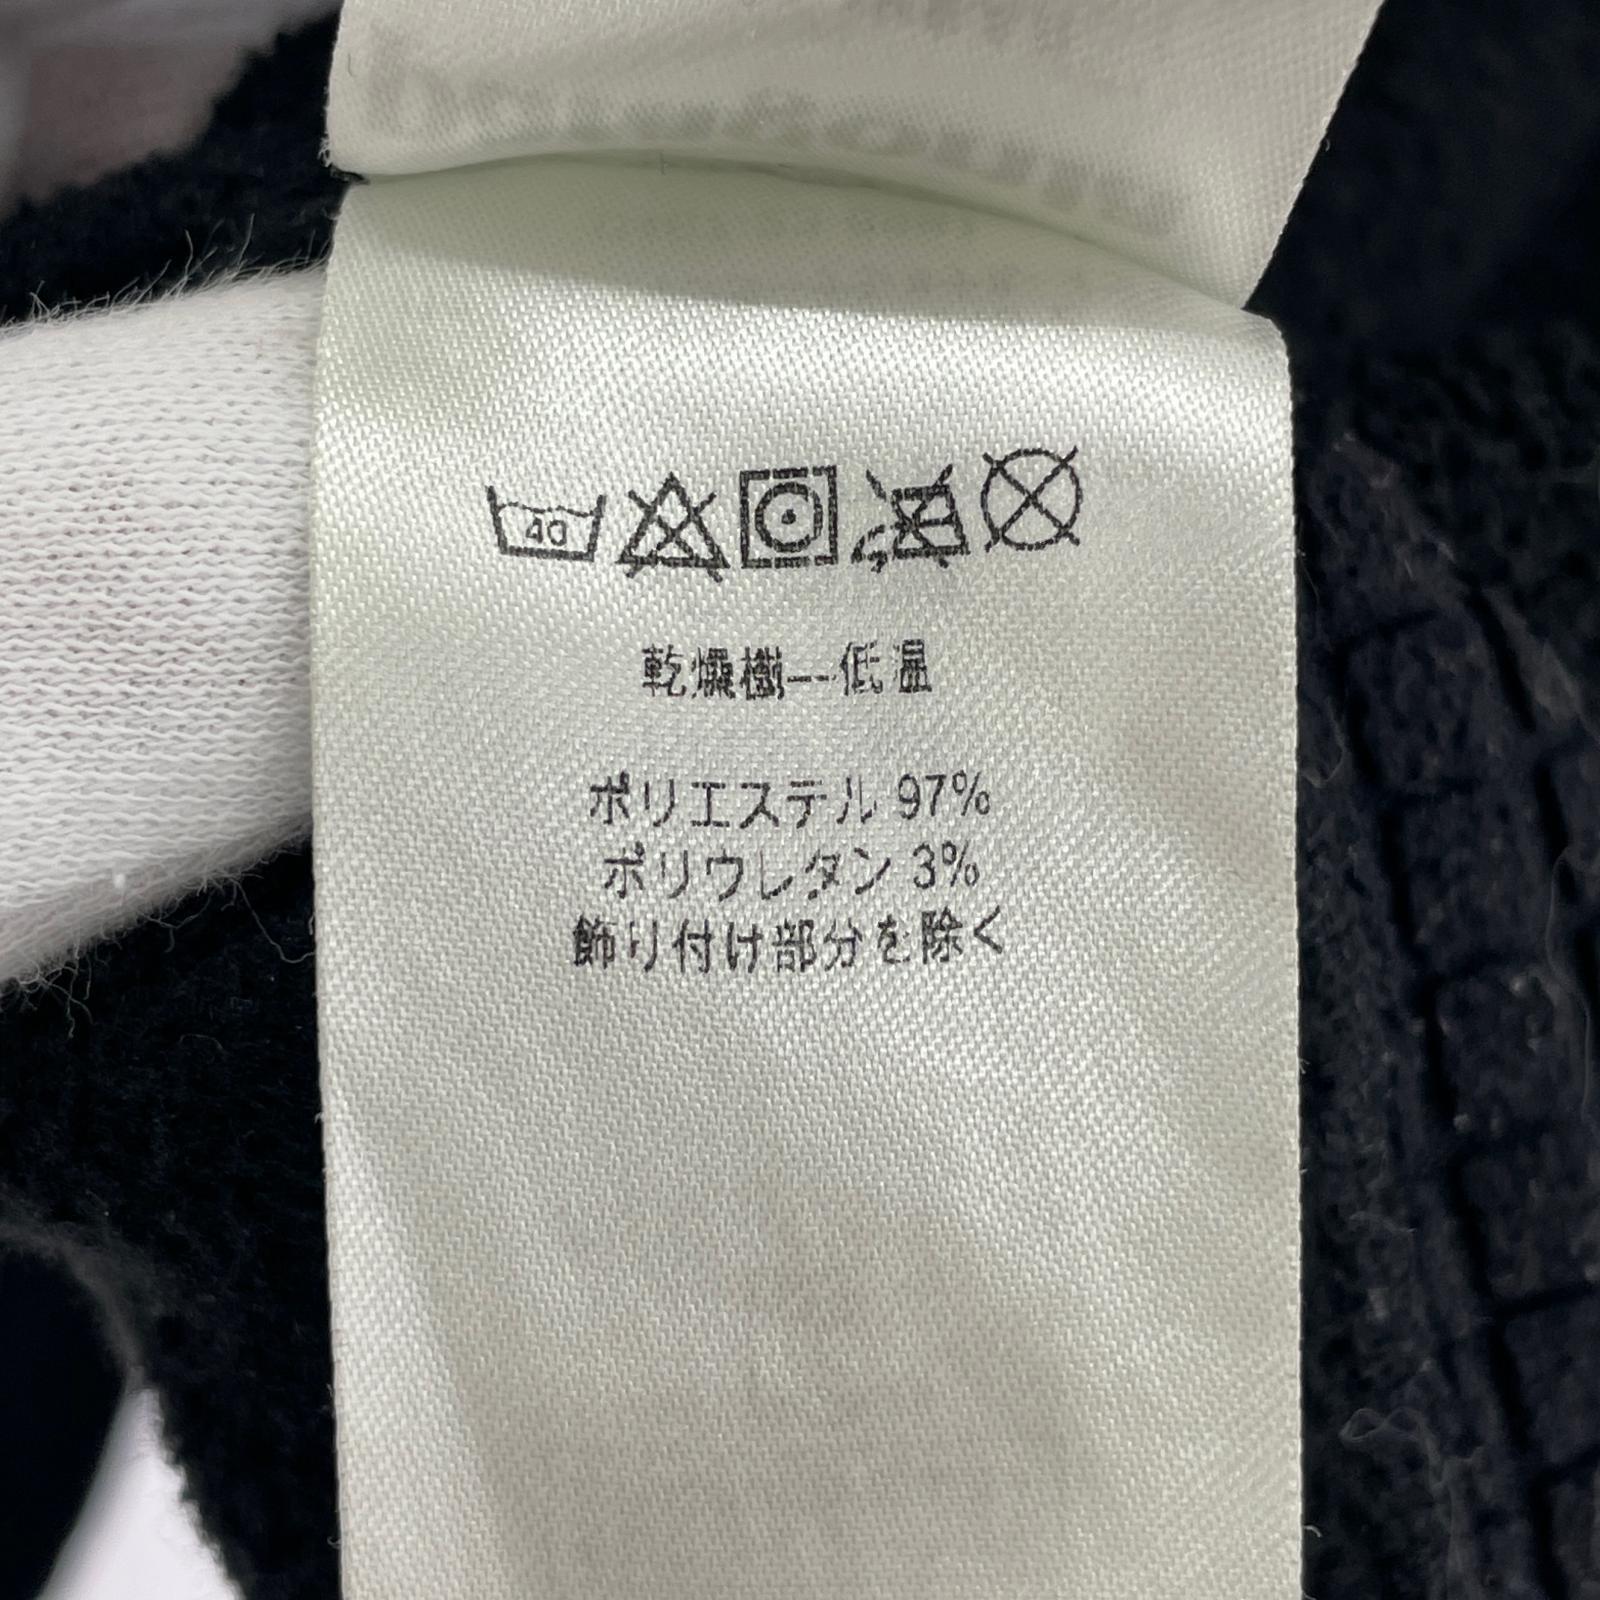 40
乾燥樹--低温
ポリエステル 97%
ポリウレタン 3%
飾り付け部分を除く